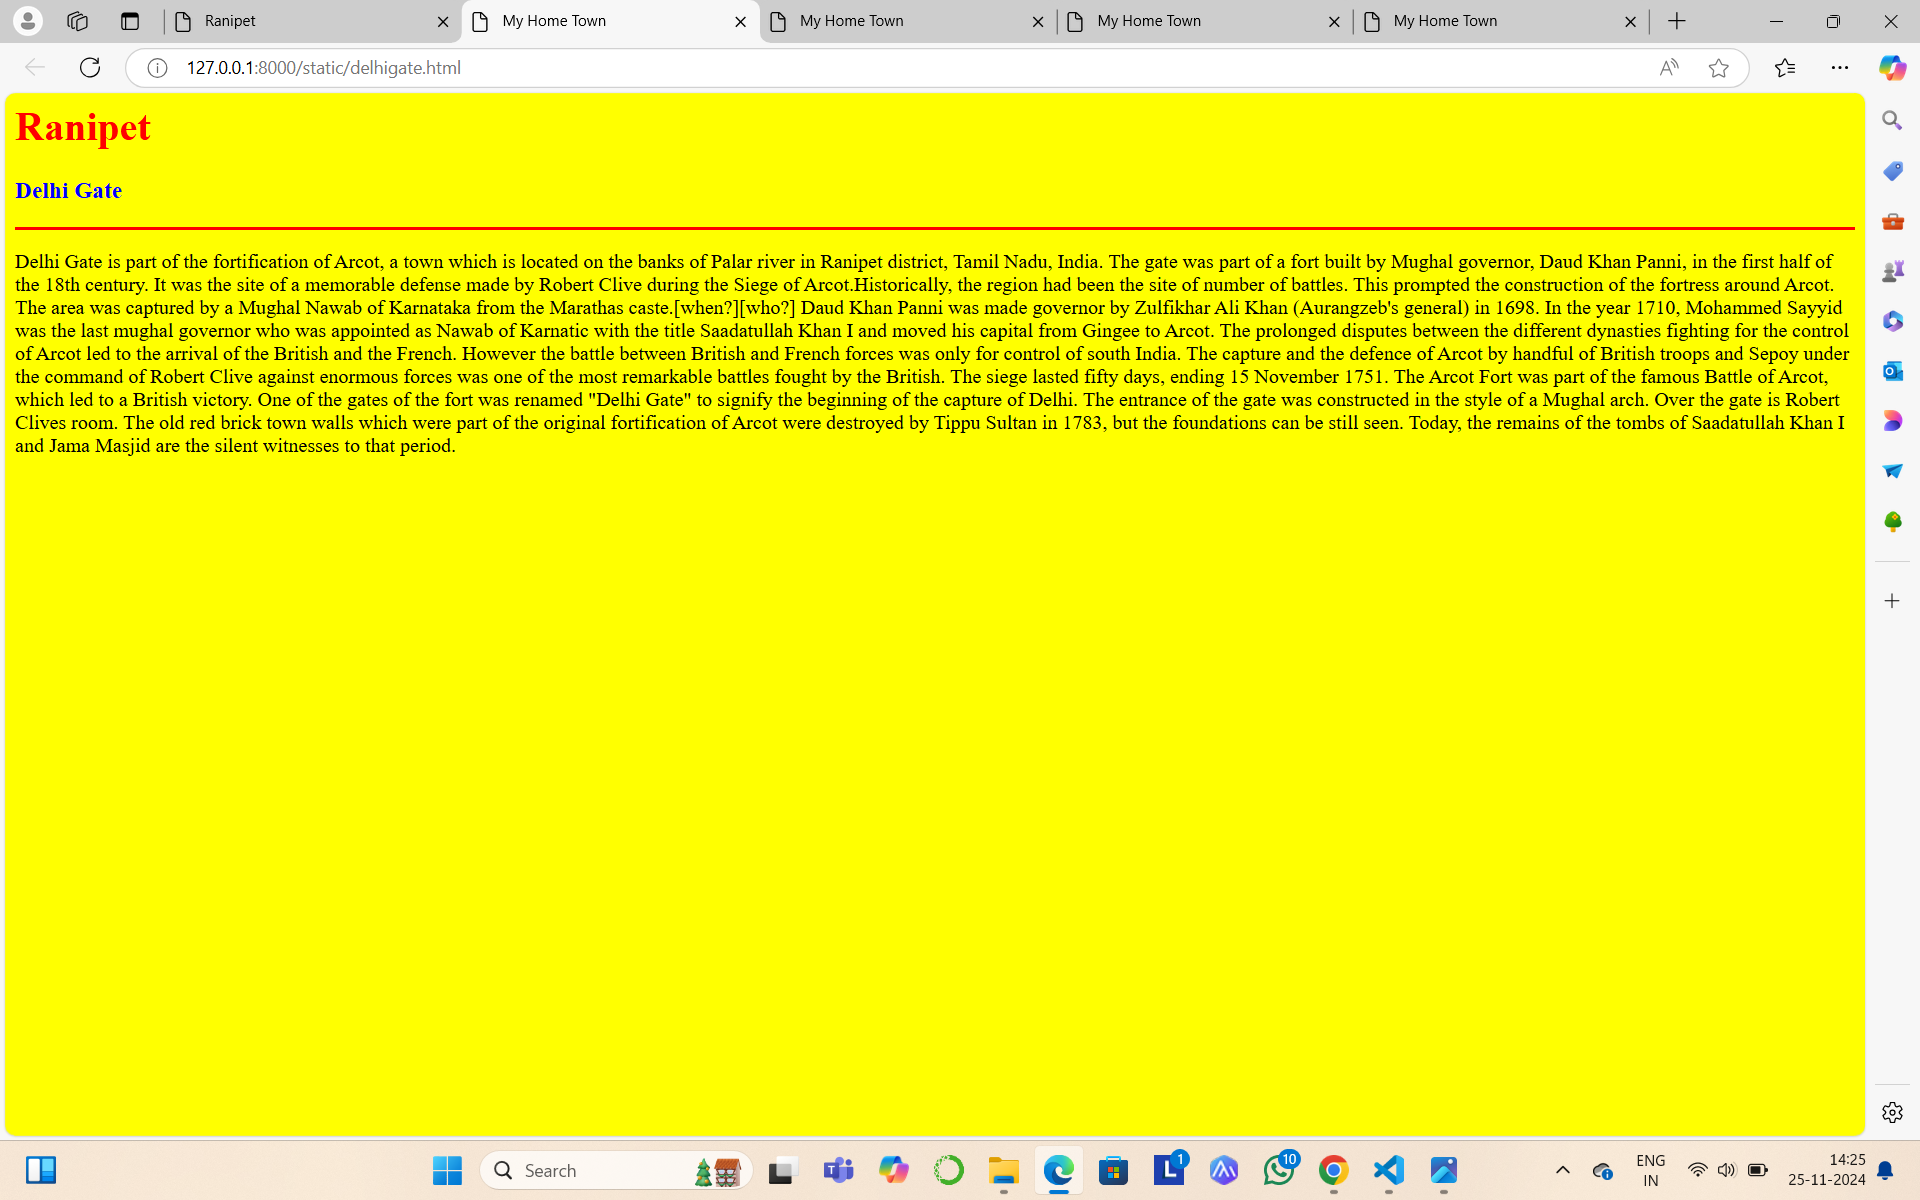 Ranipet
My Home Town
My Home Town
My Home Town
My Home Town
127.0.0.1:8000/static/delhigate.html
Ranipet
Delhi Gate
Delhi Gate is part of the fortification of Arcot, a town which is located on the banks of Palar river in Ranipet district, Tamil Nadu, India. The gate was part of a fort built by Mughal governor, Daud Khan Panni, in the first half of
the 18th century. It was the site of a memorable defense made by Robert Clive during the Siege of Arcot.Historically, the region had been the site of number of battles. This prompted the construction of the fortress around Arcot.
The area was captured by a Mughal Nawab of Karnataka from the Marathas caste.[when?][who?] Daud Khan Panni was made governor by Zulfikhar Ali Khan (Aurangzeb's general) in 1698. In the year 1710, Mohammed Sayyid
was the last mughal governor who was appointed as Nawab of Karnatic with the title Saadatullah Khan I and moved his capital from Gingee to Arcot. The prolonged disputes between the different dynasties fighting for the control
of Arcot led to the arrival of the British and the French. However the battle between British and French forces was only for control of south India. The capture and the defence of Arcot by handful of British troops and Sepoy under
the command of Robert Clive against enormous forces was one of the most remarkable battles fought by the British. The siege lasted fifty days, ending 15 November 1751. The Arcot Fort was part of the famous Battle of Arcot,
which led to a British victory. One of the gates of the fort was renamed "Delhi Gate" to signify the beginning of the capture of Delhi. The entrance of the gate was constructed in the style of a Mughal arch. Over the gate is Robert
Clives room. The old red brick town walls which were part of the original fortification of Arcot were destroyed by Tippu Sultan in 1783, but the foundations can be still seen. Today, the remains of the tombs of Saadatullah Khan I
and Jama Masjid are the silent witnesses to that period.
Search
1
10
ENG
IN
14:25
25-11-2024